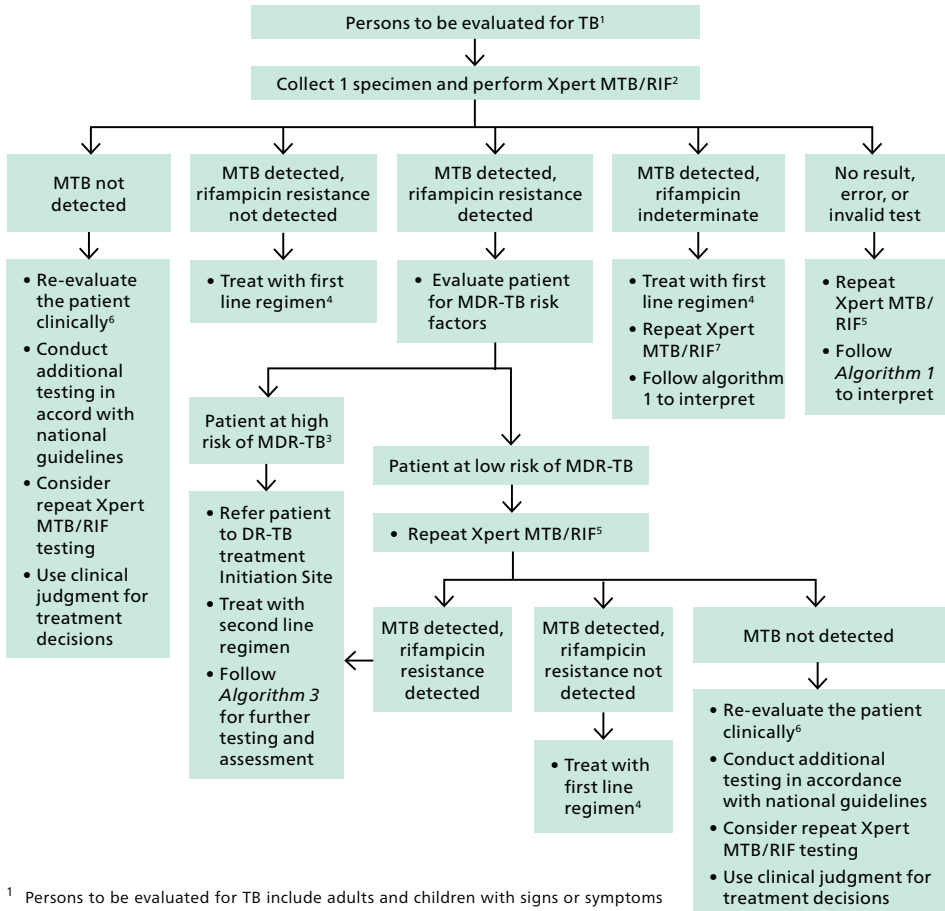 Persons to be evaluated for TB¹
Collect 1 specimen and perform Xpert MTB/RIF²
MTB not
detected
MTB detected,
rifampicin resistance
not detected
MTB detected,
rifampicin resistance
detected
MTB detected,
rifampicin
indeterminate
No result,
error, or
invalid test
• Re-evaluate
the patient
clinically⁶
• Conduct
additional
testing in
accord with
national
guidelines
• Consider
repeat Xpert
MTB/RIF
testing
• Use clinical
judgment for
treatment
decisions
• Treat with first
line regimen⁴
• Evaluate patient
for MDR-TB risk
factors
• Treat with first
line regimen⁴
• Repeat Xpert
MTB/RIF⁷
• Follow algorithm
1 to interpret
• Repeat
Xpert MTB/
RIF⁵
• Follow
Algorithm 1
to interpret
Patient at high
risk of MDR-TB³
Patient at low risk of MDR-TB
• Refer patient
to DR-TB
treatment
Initiation Site
• Treat with
second line
regimen
• Follow
Algorithm 3
for further
testing and
assessment
• Repeat Xpert MTB/RIF⁵
MTB detected,
rifampicin
resistance
detected
MTB detected,
rifampicin
resistance not
detected
MTB not detected
• Treat with
first line
regimen⁴
• Re-evaluate the patient
clinically⁶
• Conduct additional
testing in accordance
with national guidelines
• Consider repeat Xpert
MTB/RIF testing
• Use clinical judgment for
treatment decisions
¹ Persons to be evaluated for TB include adults and children with signs or symptoms